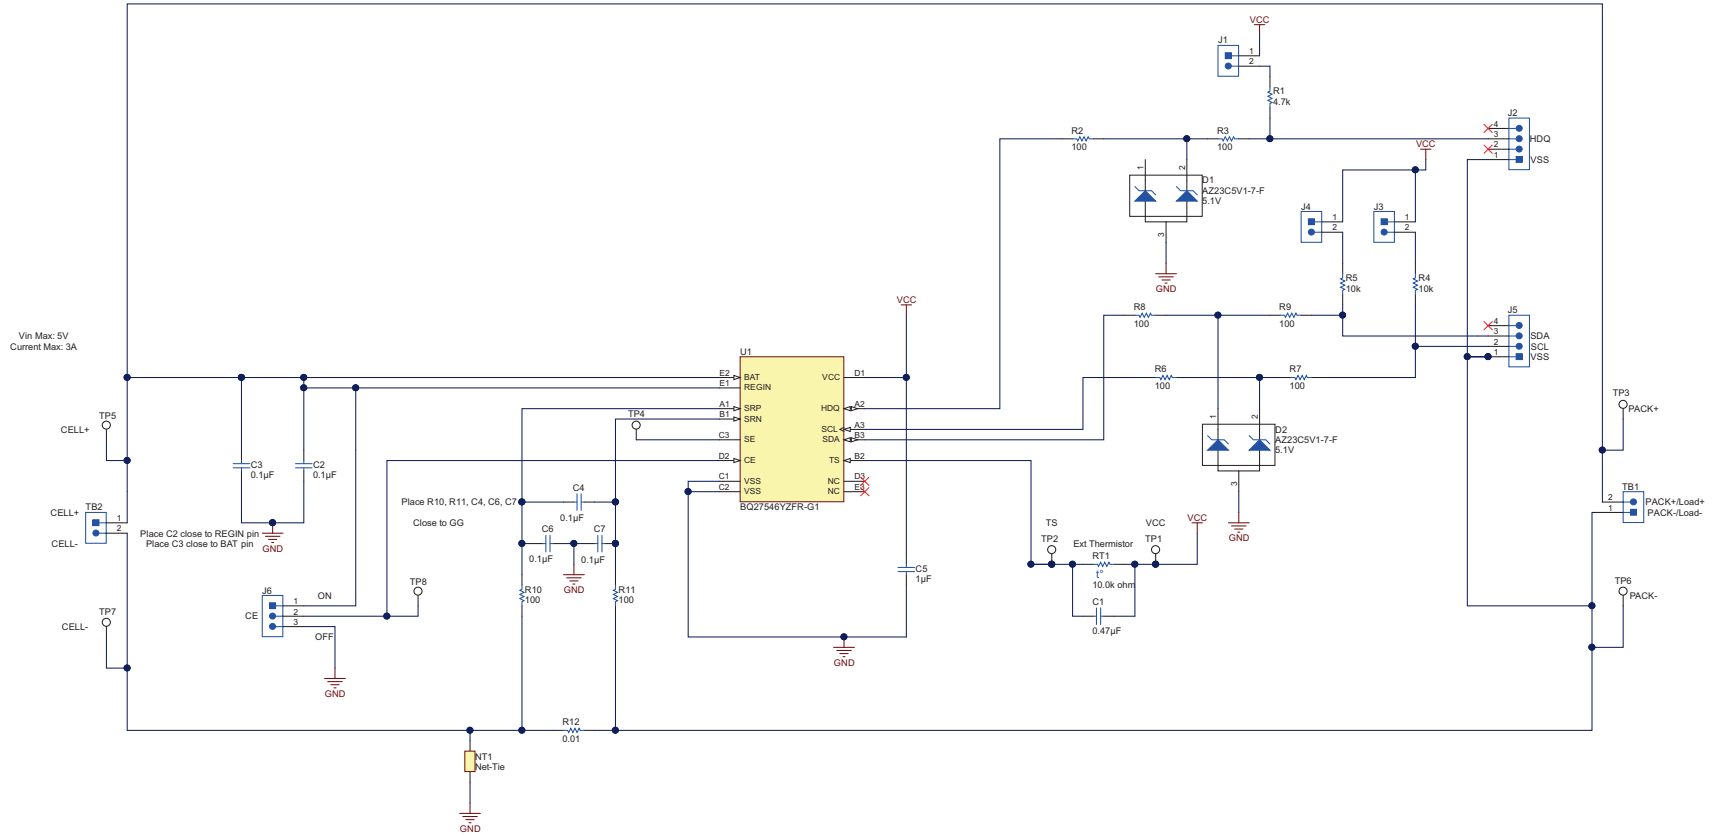 VCC
J1
1
2
R1
4.7k
J2
4
3
2
1
HDQ
VSS
R2
100
R3
100
VCC
1
2
3
D1
AZ23C5V1-7-F
5.1V
GND
J4
1
2
J3
1
2
R5
10k
R4
10k
R8
100
R9
100
J5
4
3
2
1
SDA
SCL
VSS
VCC
Vin Max: 5V
Current Max: 3A
U1
E2
BAT
E1
REGIN
A1
SRP
B1
SRN
C3
SE
D2
CE
C1
VSS
C2
VSS
VCC
D1
HDQ
A2
SCL
A3
SDA
B3
TS
B2
NC
D3
NC
E3
BQ27546YZFR-G1
R6
100
R7
100
1
2
3
D2
AZ23C5V1-7-F
5.1V
GND
TP3
PACK+
TP5
CELL+
TP4
C3
0.1µF
C2
0.1µF
Place R10, R11, C4, C6, C7
Close to GG
C4
0.1µF
C6
0.1µF
C7
0.1µF
GND
TB2
CELL+
1
2
CELL-
Place C2 close to REGIN pin
Place C3 close to BAT pin
GND
TB1
2
1
PACK+/Load+
PACK-/Load-
TS
TP2
Ext Thermistor
RT1
t°
10.0k ohm
VCC
TP1
VCC
C1
0.47µF
C5
1µF
GND
R10
100
R11
100
TP8
J6
CE
1
2
3
ON
OFF
GND
TP7
CELL-
TP6
PACK-
R12
0.01
NT1
Net-Tie
GND